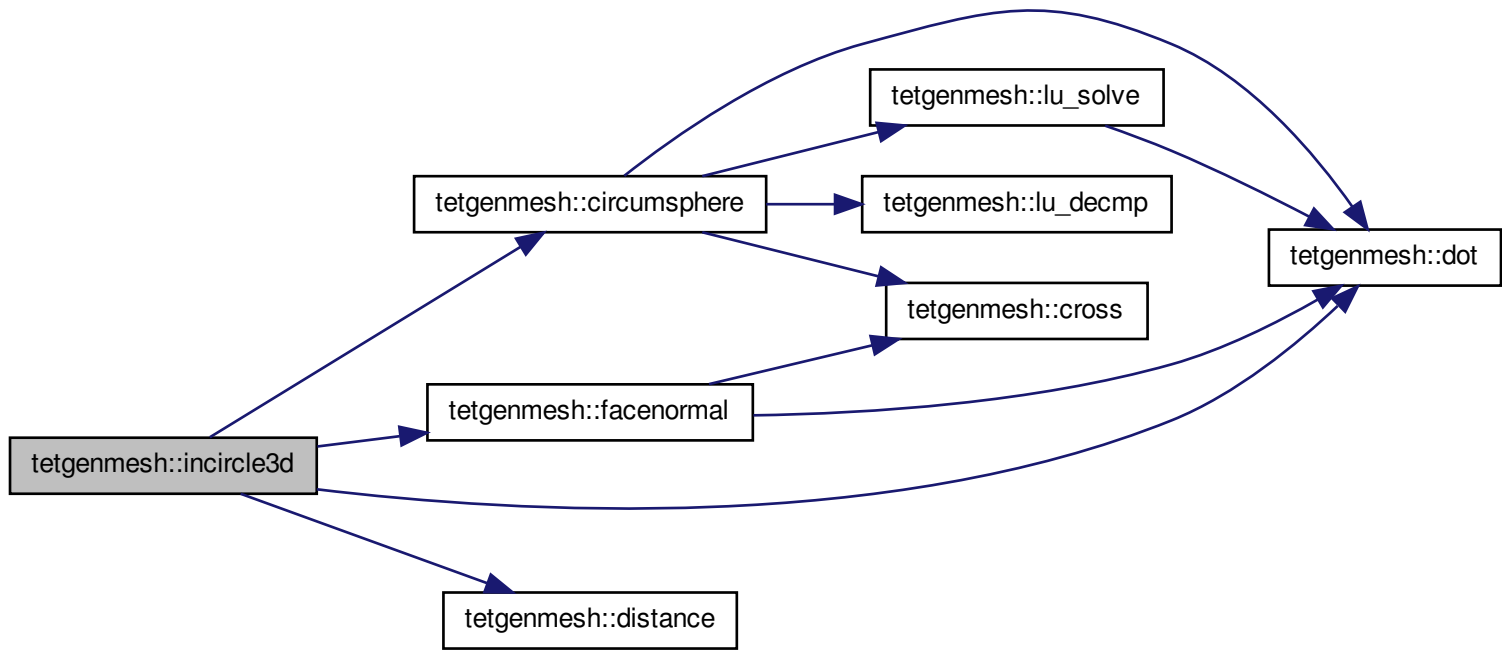 tetgenmesh::lu_solve
tetgenmesh::circumsphere
tetgenmesh::lu_decmp
tetgenmesh::dot
tetgenmesh::cross
tetgenmesh::facenormal
tetgenmesh::incircle3d
tetgenmesh::distance